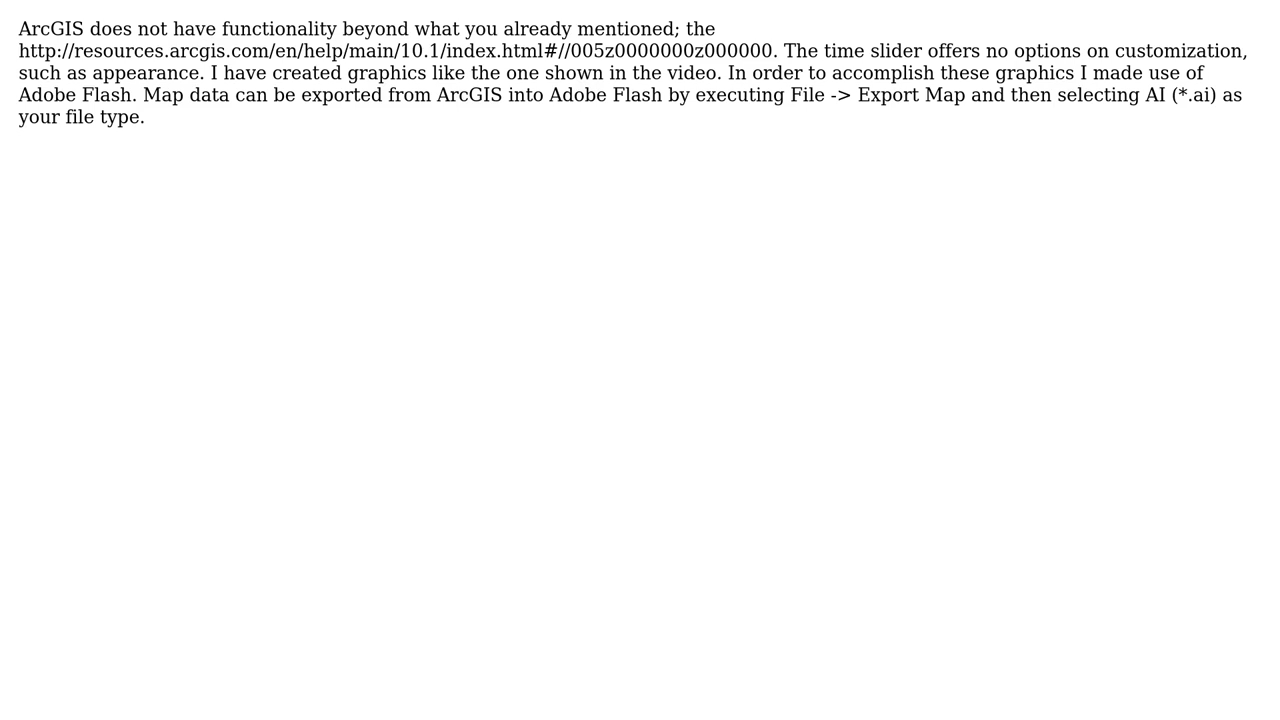 ArcGIS does not have functionality beyond what you already mentioned; the
http://resources.arcgis.com/en/help/main/10.1/index.html#//005z0000000z000000. The time slider offers no options on customization,
such as appearance. I have created graphics like the one shown in the video. In order to accomplish these graphics I made use of
Adobe Flash. Map data can be exported from ArcGIS into Adobe Flash by executing File -> Export Map and then selecting AI (*.ai) as
your file type.